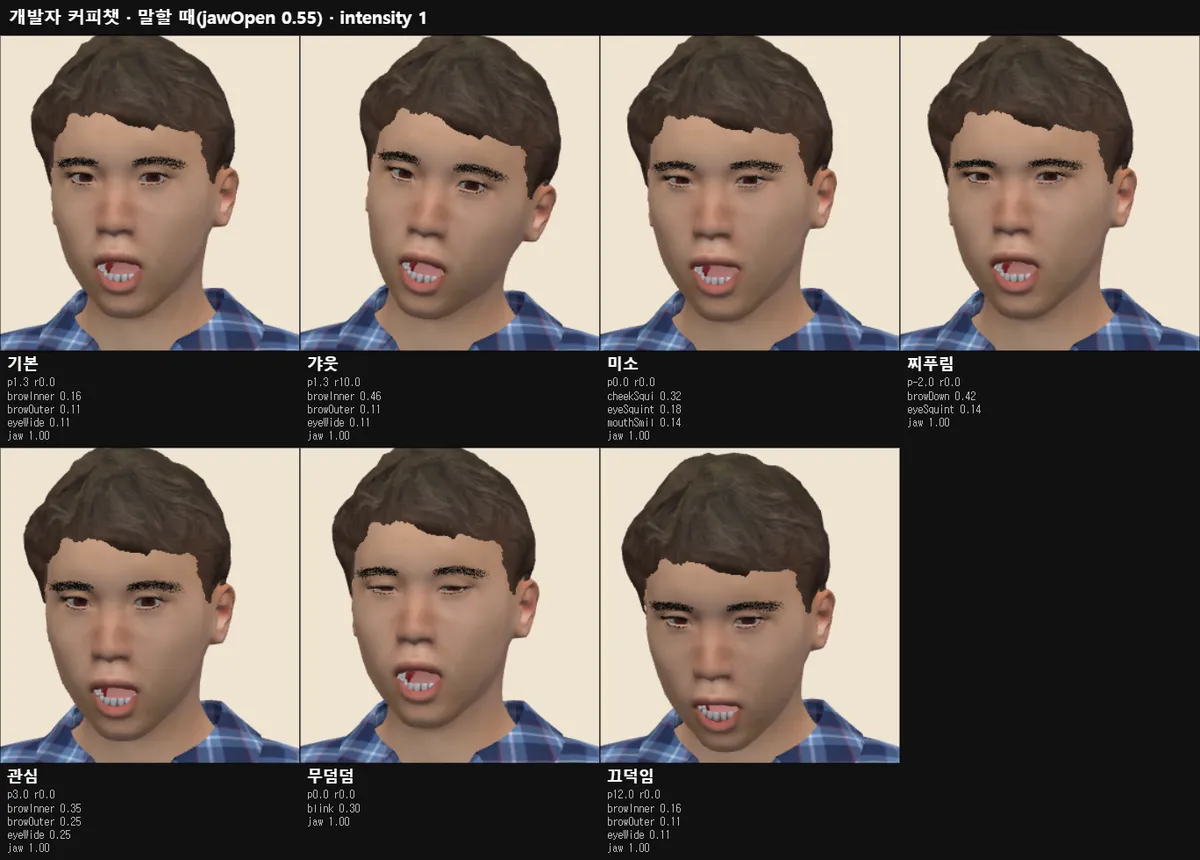 개발자 커피챗 · 말할 때(jawOpen 0.55) · intensity 1
기본
p1.3 r0.0
browInner 0.16
browOuter 0.11
eyeWide 0.11
jaw 1.00
갸웃
p1.3 r10.0
browInner 0.46
browOuter 0.11
eyeWide 0.11
jaw 1.00
미소
p0.0 r0.0
cheekSqui 0.32
eyeSquint 0.18
mouthSmil 0.14
jaw 1.00
찌푸림
p-2.0 r0.0
browDown 0.42
eyeSquint 0.14
jaw 1.00
관심
p3.0 r0.0
browInner 0.35
browOuter 0.25
eyeWide 0.25
jaw 1.00
무덤덤
p0.0 r0.0
blink 0.30
jaw 1.00
끄덕임
p12.0 r0.0
browInner 0.16
browOuter 0.11
eyeWide 0.11
jaw 1.00